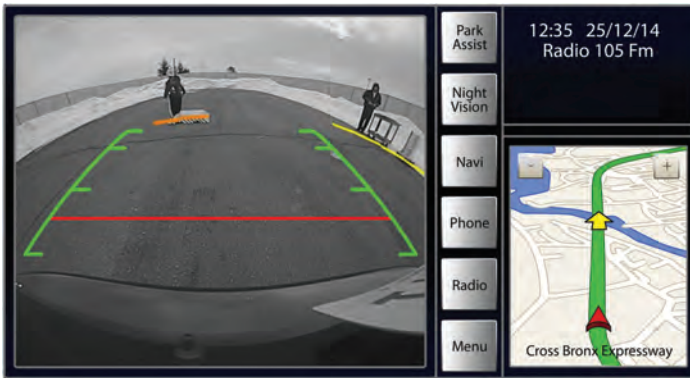 Park
Assist
Night
Vision
Navi
Phone
Radio
Menu
12:35 25/12/14
Radio 105 Fm
-
+
Cross Bronx Expressway